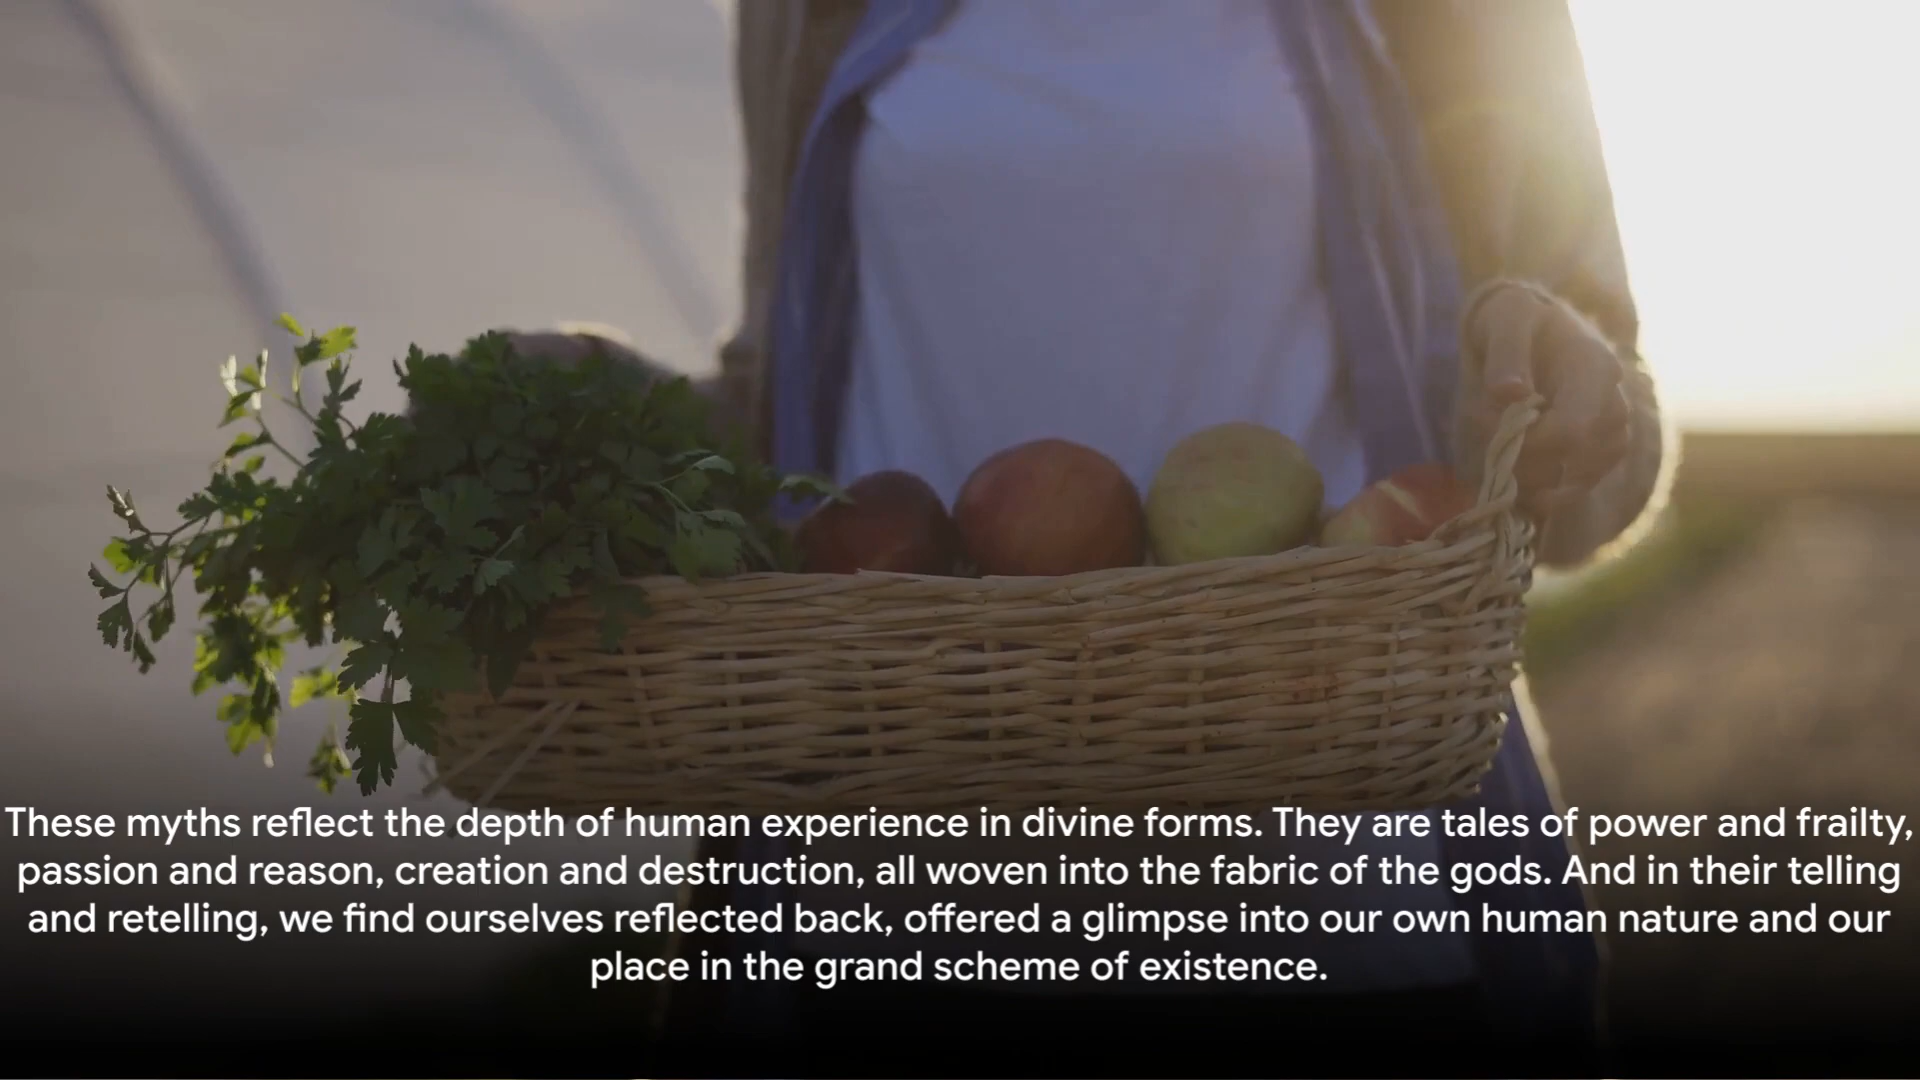 These myths reflect the depth of human experience in divine forms. They are tales of power and frailty,
passion and reason, creation and destruction, all woven into the fabric of the gods. And in their telling
and retelling, we find ourselves reflected back, offered a glimpse into our own human nature and our
place in the grand scheme of existence.